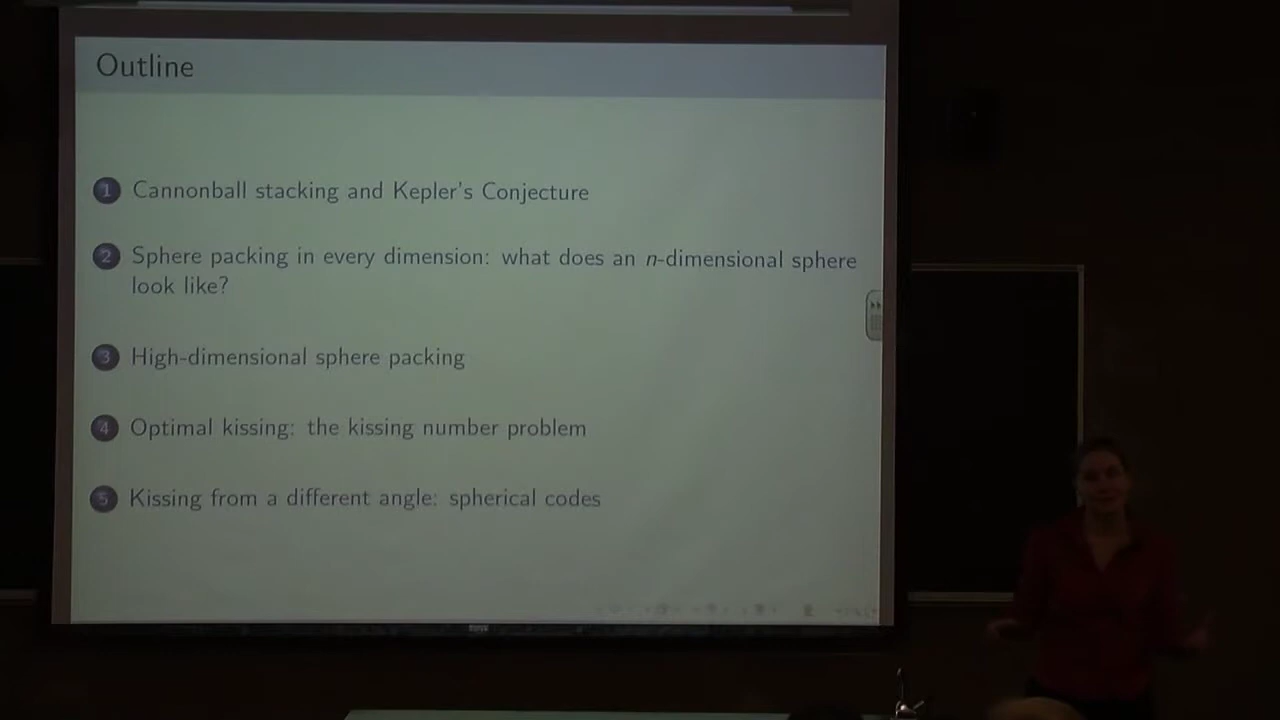 Outline
1 Cannonball stacking and Kepler's Conjecture
2 Sphere packing in every dimension: what does an n-dimensional sphere
look like?
3 High-dimensional sphere packing
4 Optimal kissing: the kissing number problem
5 Kissing from a different angle: spherical codes